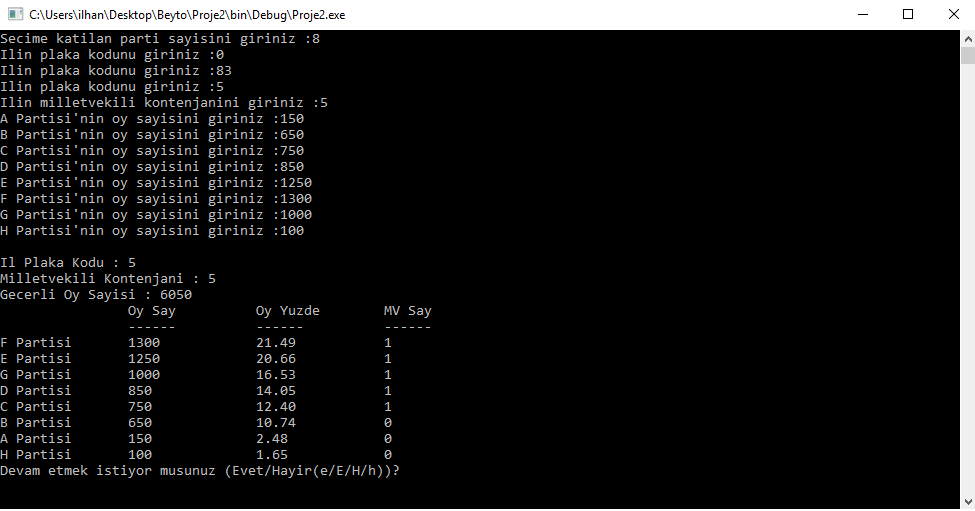 C:\Users\ilhan\Desktop\Beyto\Proje2\bin\Debug\Proje2.exe
Secime katilan parti sayisini giriniz :8
Ilin plaka kodunu giriniz :0
Ilin plaka kodunu giriniz :83
Ilin plaka kodunu giriniz :5
Ilin milletvekili kontenjanini giriniz :5
A Partisi'nin oy sayisini giriniz :150
B Partisi'nin oy sayisini giriniz :650
C Partisi'nin oy sayisini giriniz :750
D Partisi'nin oy sayisini giriniz :850
E Partisi'nin oy sayisini giriniz :1250
F Partisi'nin oy sayisini giriniz :1300
G Partisi'nin oy sayisini giriniz :1000
H Partisi'nin oy sayisini giriniz :100

Il Plaka Kodu : 5
Milletvekili Kontenjani : 5
Gecerli Oy Sayisi : 6050
                Oy Say          Oy Yuzde        MV Say
                ------          ------          ------
F Partisi       1300            21.49           1
E Partisi       1250            20.66           1
G Partisi       1000            16.53           1
D Partisi       850             14.05           1
C Partisi       750             12.40           1
B Partisi       650             10.74           0
A Partisi       150             2.48            0
H Partisi       100             1.65            0
Devam etmek istiyor musunuz (Evet/Hayir(e/E/H/h))?